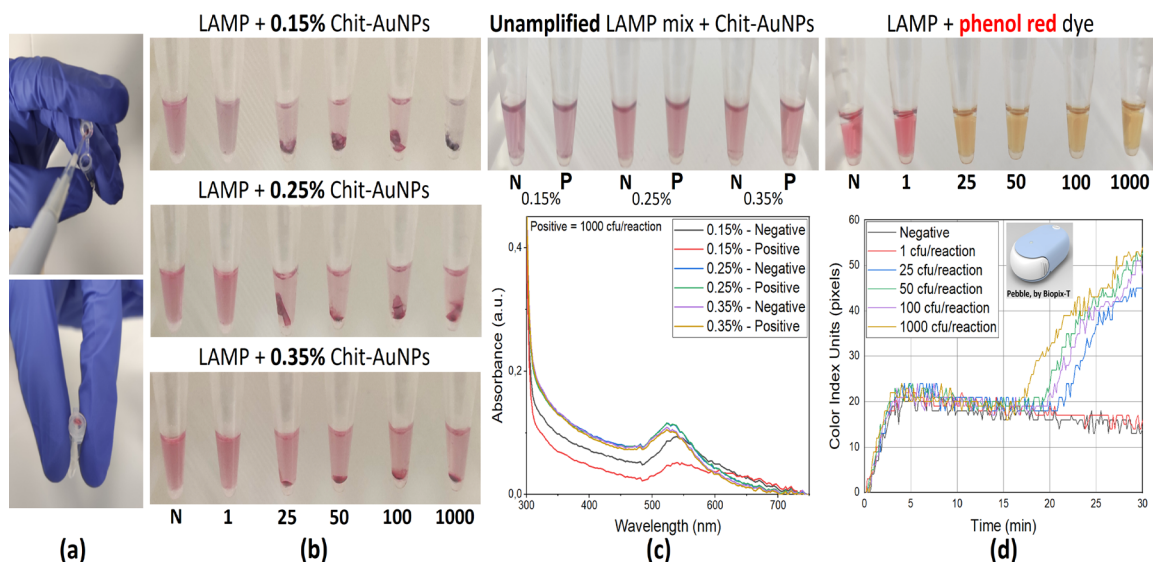 LAMP + 0.15% Chit-AuNPs
LAMP + 0.25% Chit-AuNPs
LAMP + 0.35% Chit-AuNPs
N 1 25 50 100 1000
(a)
(b)
Unamplified LAMP mix + Chit-AuNPs
N P N P N P
0.15% 0.25% 0.35%
Positive = 1000 cfu/reaction
0.15% - Negative
0.15% - Positive
0.25% - Negative
0.25% - Positive
0.35% - Negative
0.35% - Positive
Absorbance (a.u.)
0.4
0.2
0.0
300 400 500 600 700
Wavelength (nm)
(c)
LAMP + phenol red dye
N 1 25 50 100 1000
Negative
1 cfu/reaction
25 cfu/reaction
50 cfu/reaction
100 cfu/reaction
1000 cfu/reaction
Pebble, by Biopix-T
Color Index Units (pixels)
60
50
40
30
20
10
0
0 5 10 15 20 25 30
Time (min)
(d)